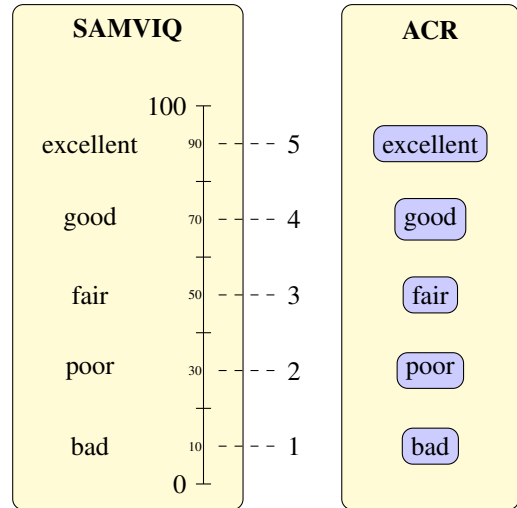 SAMVIQ ACR
100
excellent 90 5 excellent
good 70 4 good
fair 50 3 fair
poor 30 2 poor
bad 10 1 bad
0